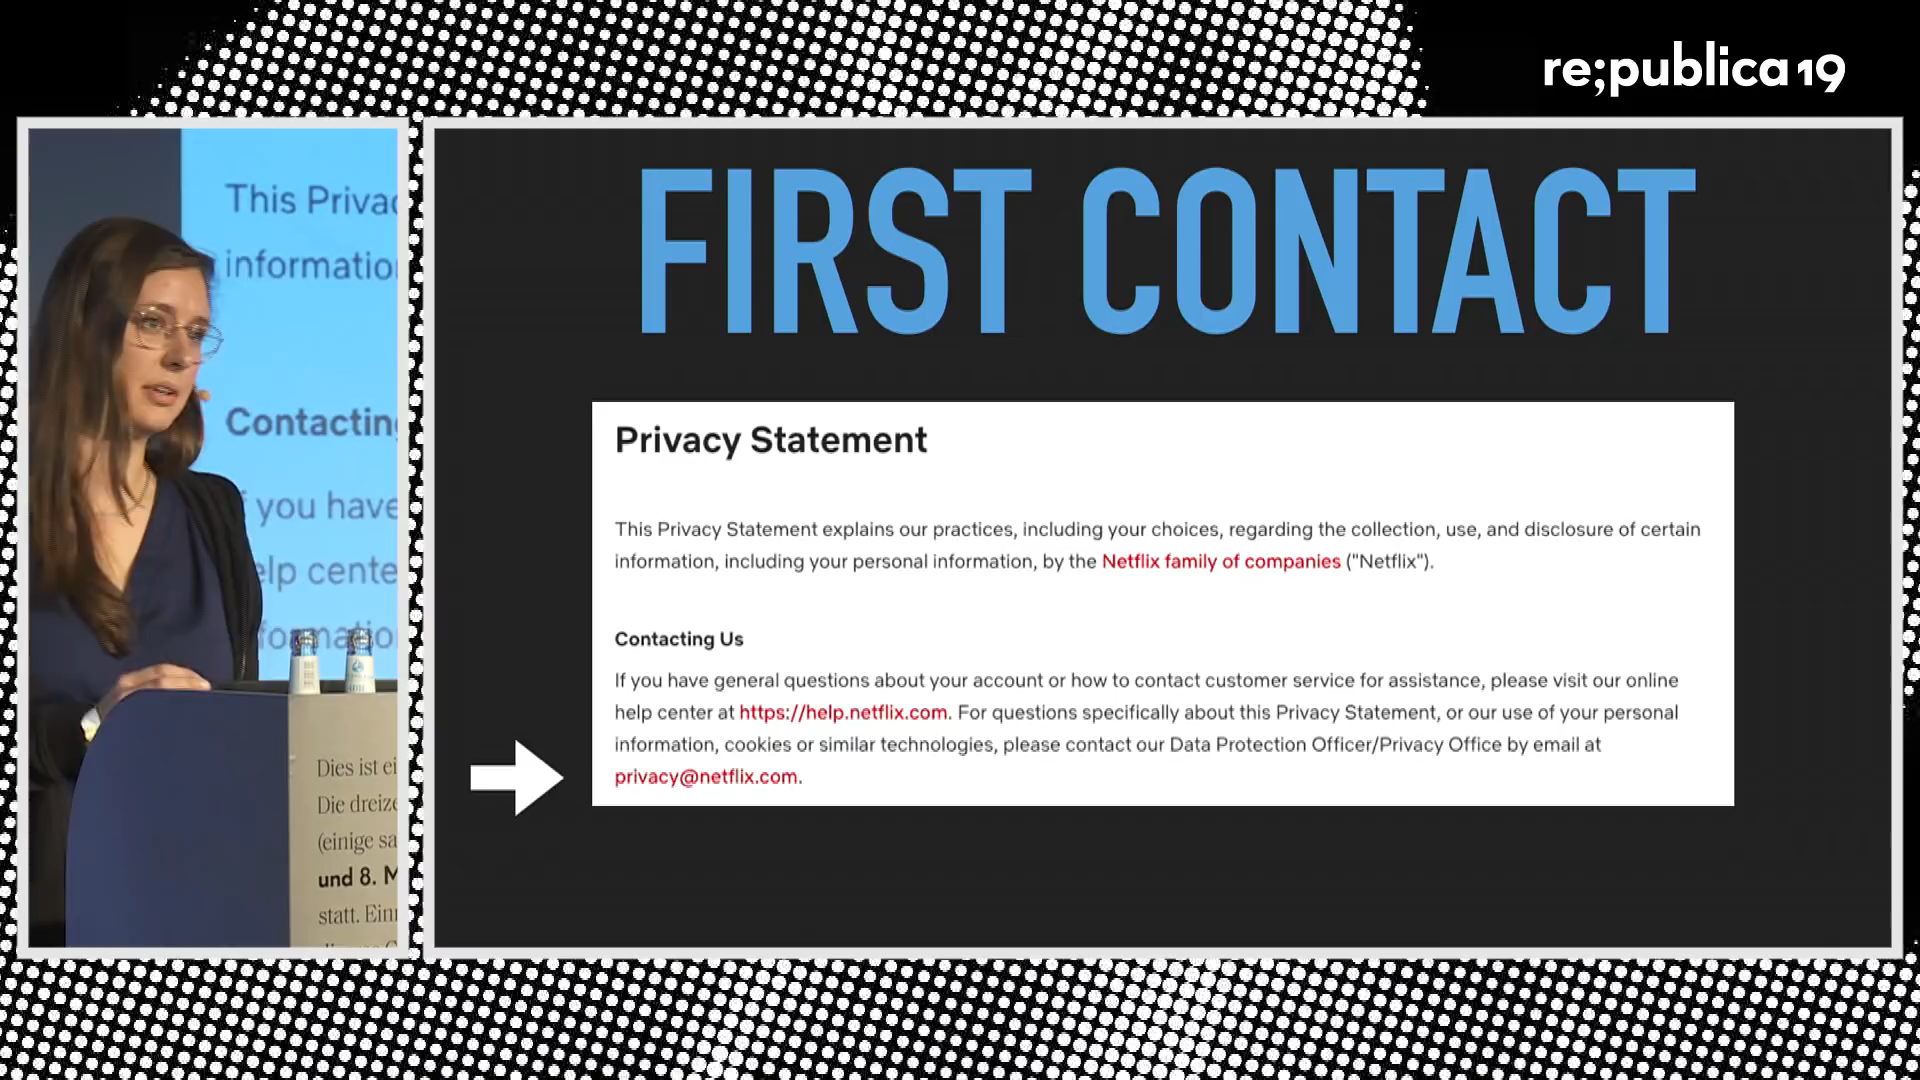 re;publica 19
This Privac
informatio
Contacting
you have
elp cente
formatio
Dies ist ei
Die dreize
(einige sa
und 8. M
statt. Ein
FIRST CONTACT
Privacy Statement
This Privacy Statement explains our practices, including your choices, regarding the collection, use, and disclosure of certain
information, including your personal information, by the Netflix family of companies ("Netflix").
Contacting Us
If you have general questions about your account or how to contact customer service for assistance, please visit our online
help center at https://help.netflix.com. For questions specifically about this Privacy Statement, or our use of your personal
information, cookies or similar technologies, please contact our Data Protection Officer/Privacy Office by email at
privacy@netflix.com.